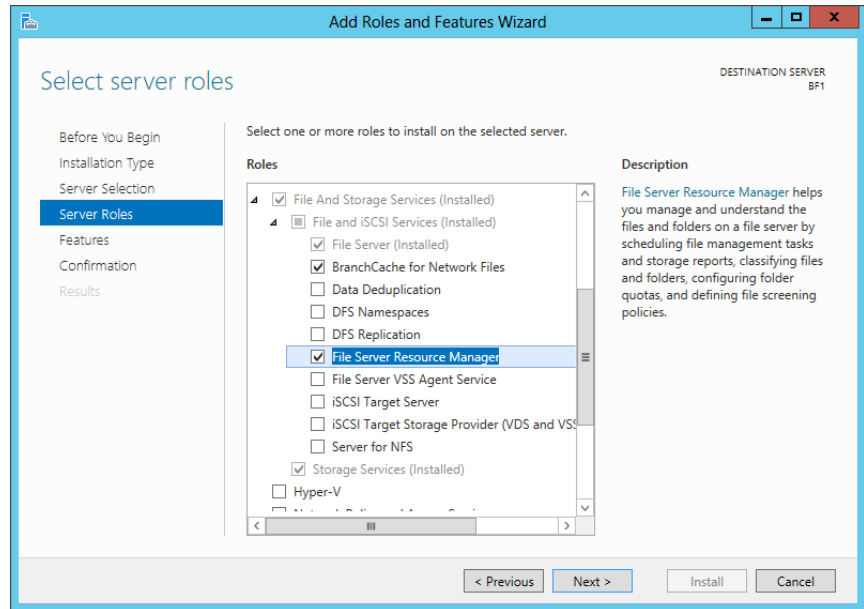 Add Roles and Features Wizard
Select server roles
DESTINATION SERVER
BF1
Before You Begin
Installation Type
Server Selection
Server Roles
Features
Confirmation
Results
Select one or more roles to install on the selected server.
Roles
File And Storage Services (Installed)
File and iSCSI Services (Installed)
File Server (Installed)
BranchCache for Network Files
Data Deduplication
DFS Namespaces
DFS Replication
File Server Resource Manager
File Server VSS Agent Service
iSCSI Target Server
iSCSI Target Storage Provider (VDS and VSS
Server for NFS
Storage Services (Installed)
Hyper-V
Description
File Server Resource Manager helps
you manage and understand the
files and folders on a file server by
scheduling file management tasks
and storage reports, classifying files
and folders, configuring folder
quotas, and defining file screening
policies.
< Previous
Next >
Install
Cancel